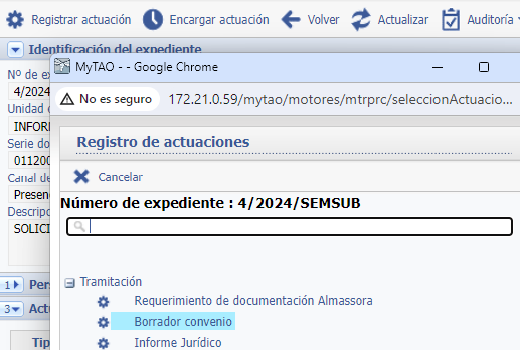 Registrar actuación Encargar actuación Volver Actualizar Auditoría
Identificación del expediente
MyTAO - - Google Chrome
Nº de ex
4/2024
No es seguro 172.21.0.59/mytao/motores/mtrprc/seleccionActuacio...
Unidad
INFOR
Registro de actuaciones
Serie do
01120
Cancelar
Canal de
Presen
Número de expediente : 4/2024/SEMSUB
Descripc
SOLICI
1 Per
Tramitación
3 Actu
Requerimiento de documentación Almassora
Borrador convenio
Tip
Informe Jurídico